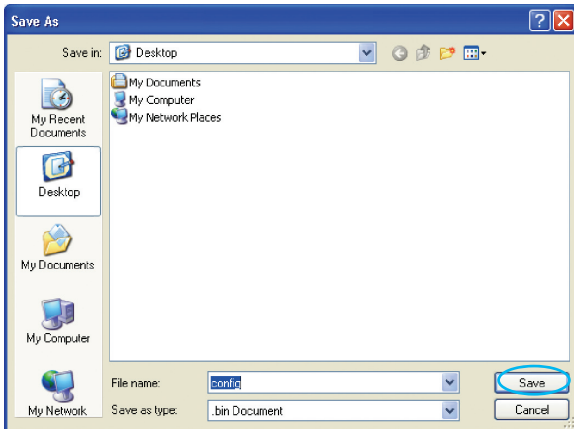 Save As
Save in: Desktop
My Recent
Documents
Desktop
My Documents
My Computer
My Network
My Documents
My Computer
My Network Places
File name: config
Save as type: .bin Document
Save
Cancel